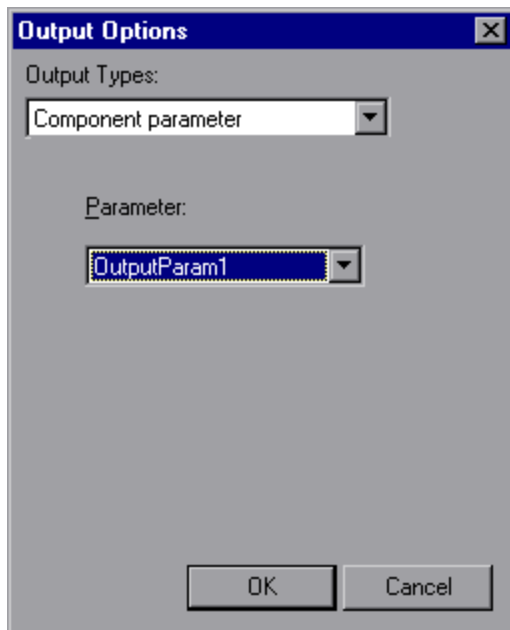 Output Options
Output Types:
Component parameter
Parameter:
OutputParam1
OK Cancel